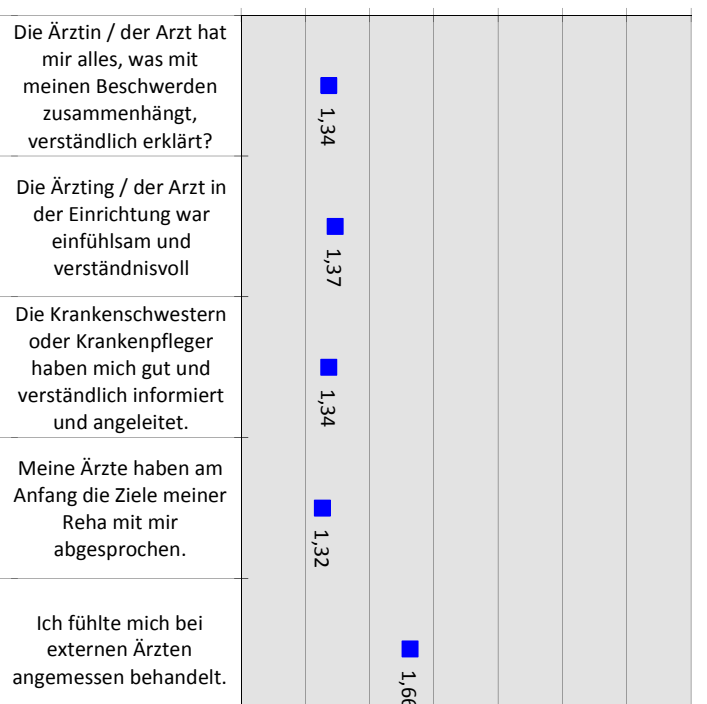 Die Ärztin / der Arzt hat
mir alles, was mit
meinen Beschwerden
zusammenhängt,
verständlich erklärt?
1,34
Die Ärzting / der Arzt in
der Einrichtung war
einfühlsam und
verständnisvoll
1,37
Die Krankenschwestern
oder Krankenpfleger
haben mich gut und
verständlich informiert
und angeleitet.
1,34
Meine Ärzte haben am
Anfang die Ziele meiner
Reha mit mir
abgesprochen.
1,32
Ich fühlte mich bei
externen Ärzten
angemessen behandelt.
1,66